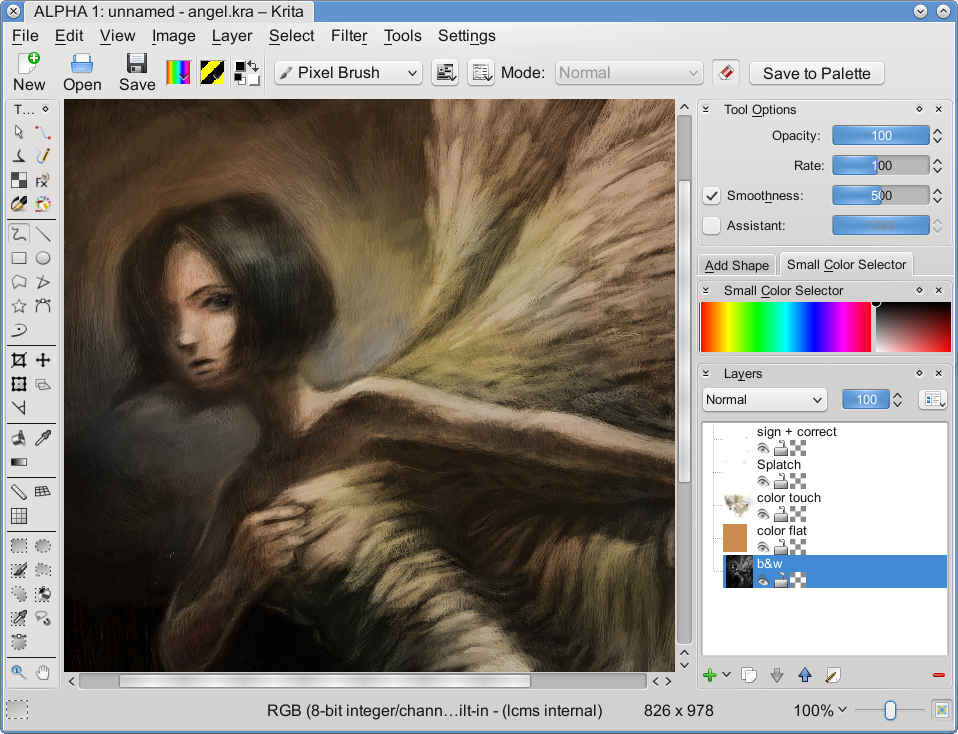 ALPHA 1: unnamed - angel.kra – Krita
File Edit View Image Layer Select Filter Tools Settings
New Open Save Pixel Brush Mode: Normal Save to Palette
T...
Tool Options
Opacity: 100
Rate: 100
Smoothness: 500
Assistant:
Add Shape Small Color Selector
Small Color Selector
Layers
Normal 100
sign + correct
Splatch
color touch
color flat
b&w
RGB (8-bit integer/chann...ilt-in - (lcms internal) 826 x 978 100%